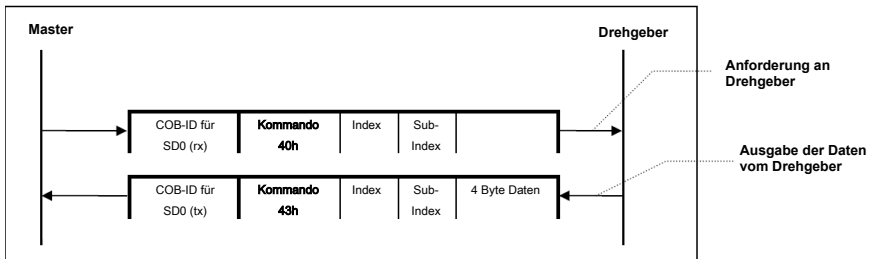 Master
Drehgeber
Anforderung an
Drehgeber
COB-ID für
SD0 (rx)
Kommando
40h
Index
Sub-
Index
Ausgabe der Daten
vom Drehgeber
COB-ID für
SD0 (tx)
Kommando
43h
Index
Sub-
Index
4 Byte Daten